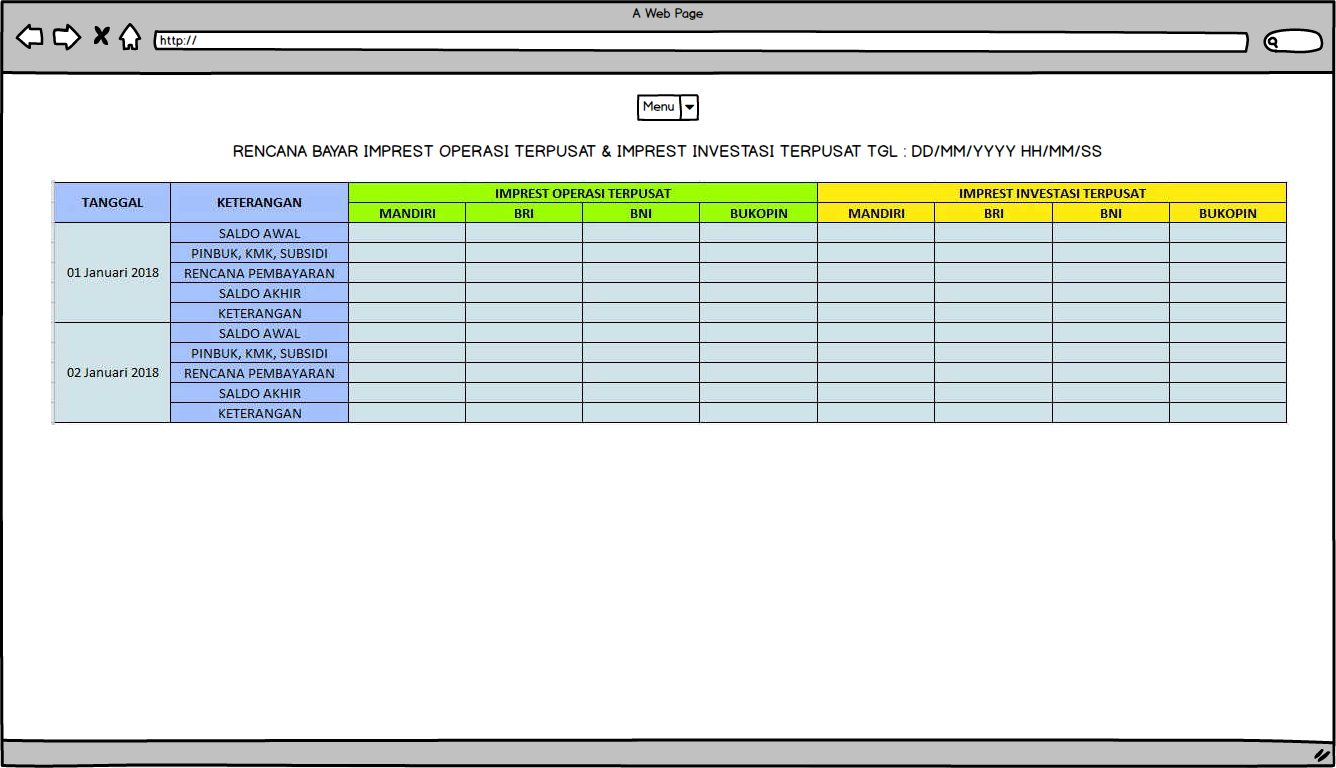 A Web Page
http://
Menu
RENCANA BAYAR IMPREST OPERASI TERPUSAT & IMPREST INVESTASI TERPUSAT TGL : DD/MM/YYYY HH/MM/SS
TANGGAL KETERANGAN IMPREST OPERASI TERPUSAT IMPREST INVESTASI TERPUSAT
MANDIRI BRI BNI BUKOPIN MANDIRI BRI BNI BUKOPIN
01 Januari 2018
SALDO AWAL
PINBUK, KMK, SUBSIDI
RENCANA PEMBAYARAN
SALDO AKHIR
KETERANGAN
02 Januari 2018
SALDO AWAL
PINBUK, KMK, SUBSIDI
RENCANA PEMBAYARAN
SALDO AKHIR
KETERANGAN